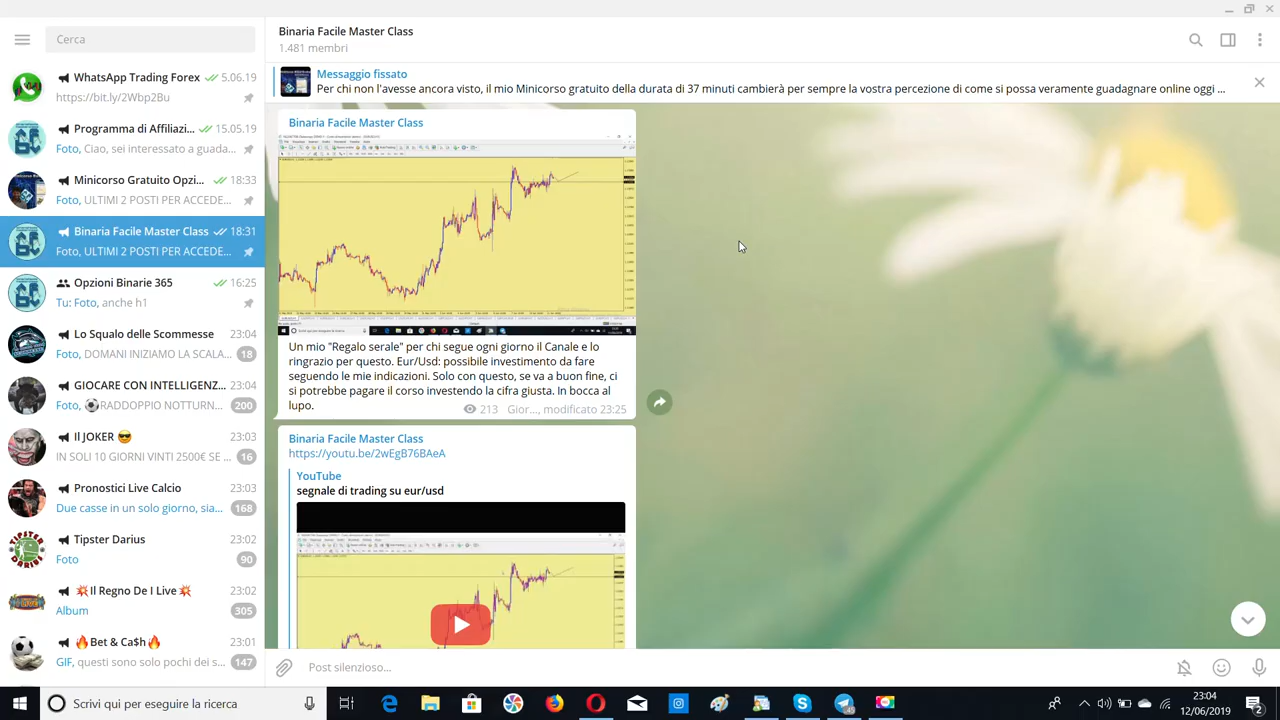 Cerca
WhatsApp Trading Forex 5.06.19
https://bit.ly/2Wbp2Bu
Programma di Affiliazi... 15.05.19
Foto, Ciao, sei interessato a guada...
Minicorso Gratuito Opzi... 18:33
Foto, ULTIMI 2 POSTI PER ACCEDE...
Binaria Facile Master Class 18:31
Foto, ULTIMI 2 POSTI PER ACCEDE...
Opzioni Binarie 365 16:25
Tu: Foto, anche h1
Lo Squalo delle Scommesse 23:04
Foto, DOMANI INIZIAMO LA SCALA... 18
GIOCARE CON INTELLIGENZ... 23:04
Foto, ⚽RADDOPPIO NOTTURN... 200
Il JOKER 😎 23:03
IN SOLI 10 GIORNI VINTI 2500€ SE ... 16
Pronostici Live Calcio 23:03
Due casse in un solo giorno, sia... 168
Tipster Darius 23:02
Foto 90
💥Il Regno De I Live💥 23:02
Album 305
🔥Bet & Ca$h🔥 23:01
GIF, questi sono solo pochi dei s... 147
Binaria Facile Master Class
1.481 membri
Messaggio fissato
Per chi non l'avesse ancora visto, il mio Minicorso gratuito della durata di 37 minuti cambierà per sempre la vostra percezione di come si possa veramente guadagnare online oggi ...
Binaria Facile Master Class
Un mio "Regalo serale" per chi segue ogni giorno il Canale e lo
ringrazio per questo. Eur/Usd: possibile investimento da fare
seguendo le mie indicazioni. Solo con questo, se va a buon fine, ci
si potrebbe pagare il corso investendo la cifra giusta. In bocca al
lupo.
213 Gior..., modificato 23:25
Binaria Facile Master Class
https://youtu.be/2wEgB76BAeA
YouTube
segnale di trading su eur/usd
Post silenzioso...
Scrivi qui per eseguire la ricerca
23:04
12/06/2019
2